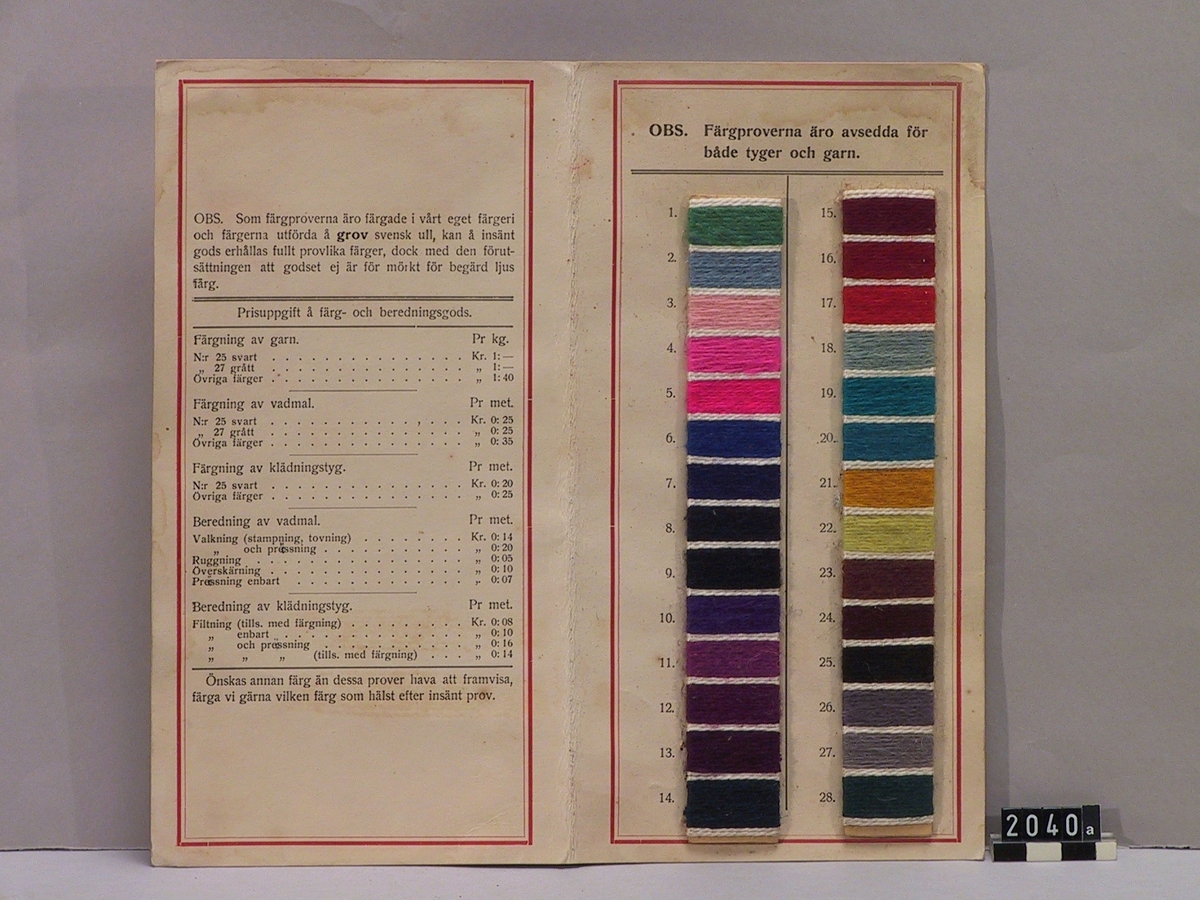 OBS. Som färgproverna äro färgade i vårt eget färgeri
och färgerna utförda å grov svensk ull, kan å insänt
gods erhållas fullt provlika färger, dock med den förut-
sättningen att godset ej är för mörkt för begärd ljus
färg.
Prisuppgift å färg- och beredningsgods.
Färgning av garn. Pr kg.
N:r 25 svart . . . . . . . . . . . . . . . Kr. 1:—
„ 27 grått . . . . . . . . . . . . . . . „ 1:—
Övriga färger . . . . . . . . . . . . . . . „ 1:40
Färgning av vadmal. Pr met.
N:r 25 svart . . . . . . . . . . . . . . . Kr. 0:25
„ 27 grått . . . . . . . . . . . . . . . „ 0:25
Övriga färger . . . . . . . . . . . . . . . „ 0:35
Färgning av klädningstyg. Pr met.
N:r 25 svart . . . . . . . . . . . . . . . Kr. 0:20
Övriga färger . . . . . . . . . . . . . . . „ 0:25
Beredning av vadmal. Pr met.
Valkning (stampning, tovning) . . . . . . . . Kr. 0:14
„ och pressning . . . . . . . . . . . „ 0:20
Ruggning . . . . . . . . . . . . . . . . „ 0:05
Överskärning . . . . . . . . . . . . . . . „ 0:10
Pressning enbart . . . . . . . . . . . . . „ 0:07
Beredning av klädningstyg. Pr met.
Filtning (tills. med färgning) . . . . . . . . . Kr. 0:08
„ enbart . . . . . . . . . . . . . . „ 0:10
„ och pressning . . . . . . . . . . . „ 0:16
„ „ „ (tills. med färgning) . . . „ 0:14
Önskas annan färg än dessa prover hava att framvisa,
färga vi gärna vilken färg som hälst efter insänt prov.
OBS. Färgproverna äro avsedda för
både tyger och garn.
1.
2.
3.
4.
5.
6.
7.
8.
9.
10.
11.
12.
13.
14.
15.
16.
17.
18.
19.
20.
21.
22.
23.
24.
25.
26.
27.
28.
2040a